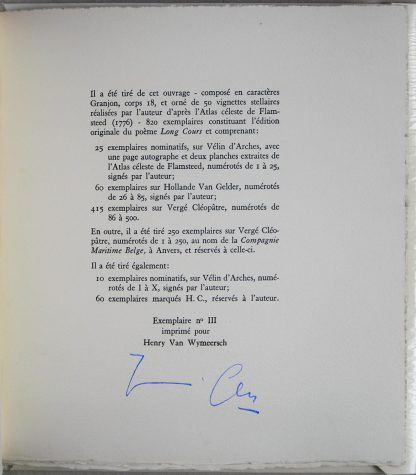 Il a été tiré de cet ouvrage - composé en caractères
Granjon, corps 18, et orné de 50 vignettes stellaires
réalisées par l'auteur d'après l'Atlas céleste de Flam-
steed (1776) - 820 exemplaires constituant l'édition
originale du poème Long Cours et comprenant:
25 exemplaires nominatifs, sur Vélin d'Arches, avec
une page autographe et deux planches extraites de
l'Atlas céleste de Flamsteed, numérotés de 1 à 25,
signés par l'auteur;
60 exemplaires sur Hollande Van Gelder, numérotés
de 26 à 85, signés par l'auteur;
415 exemplaires sur Vergé Cléopâtre, numérotés de
86 à 500.
En outre, il a été tiré 250 exemplaires sur Vergé Cléo-
pâtre, numérotés de 1 à 250, au nom de la Compagnie
Maritime Belge, à Anvers, et réservés à celle-ci.
Il a été tiré également:
10 exemplaires nominatifs, sur Vélin d'Arches, numé-
rotés de I à X, signés par l'auteur;
60 exemplaires marqués H. C., réservés à l'auteur.
Exemplaire nº III
imprimé pour
Henry Van Wymeersch